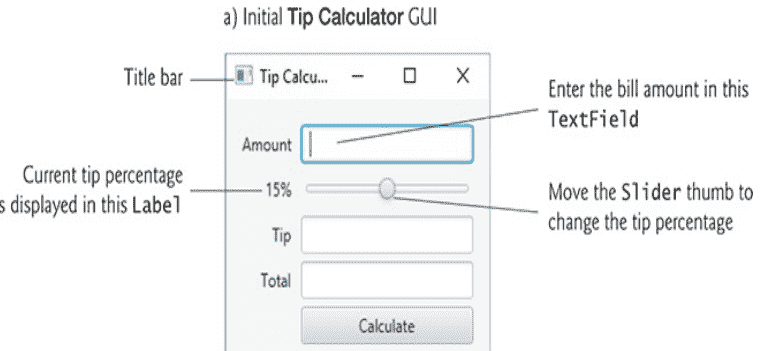 a) Initial Tip Calculator GUI
Title bar
Tip Calcu...
Enter the bill amount in this
TextField
Amount
Current tip percentage
s displayed in this Label
15%
Move the Slider thumb to
change the tip percentage
Tip
Total
Calculate